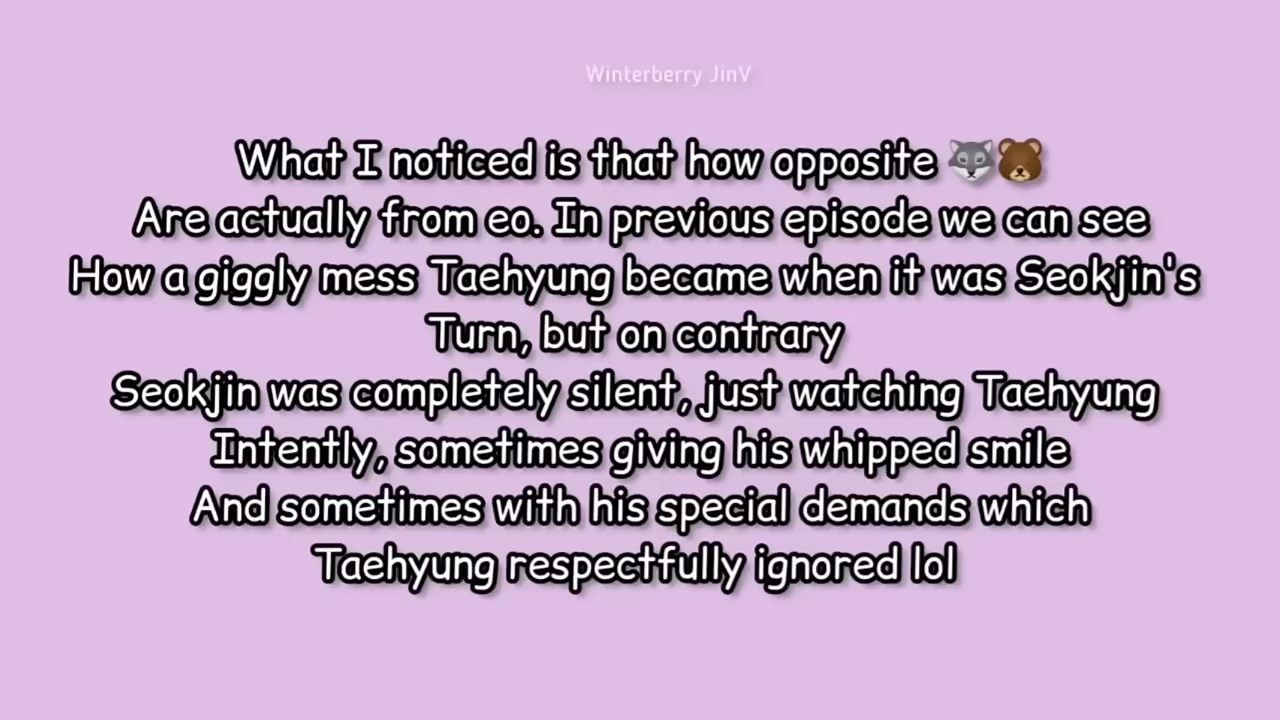 Winterberry JinV
What I noticed is that how opposite 🐺🐻
Are actually from eo. In previous episode we can see
How a giggly mess Taehyung became when it was Seokjin's
Turn, but on contrary
Seokjin was completely silent, just watching Taehyung
Intently, sometimes giving his whipped smile
And sometimes with his special demands which
Taehyung respectfully ignored lol